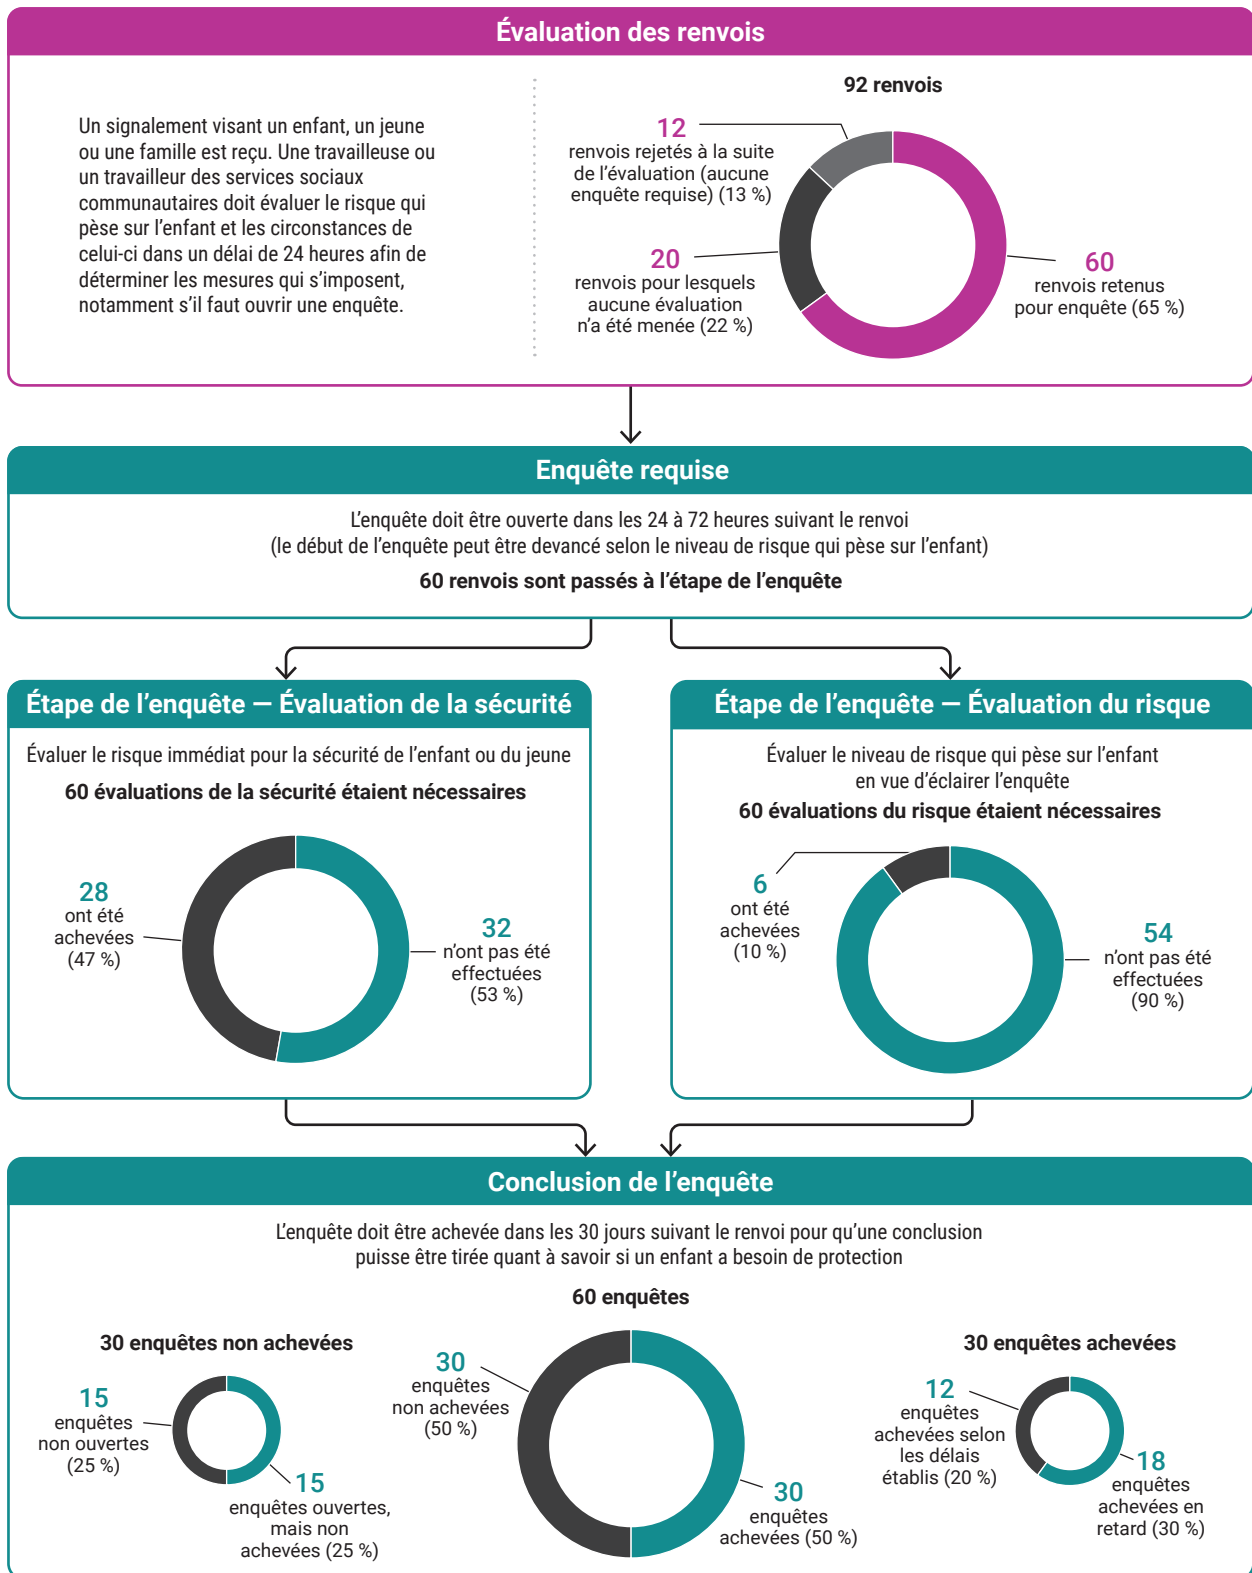 Évaluation des renvois
Un signalement visant un enfant, un jeune
ou une famille est reçu. Une travailleuse ou
un travailleur des services sociaux
communautaires doit évaluer le risque qui
pèse sur l’enfant et les circonstances de
celui-ci dans un délai de 24 heures afin de
déterminer les mesures qui s’imposent,
notamment s’il faut ouvrir une enquête.
92 renvois
12
renvois rejetés à la suite
de l’évaluation (aucune
enquête requise) (13 %)
20
renvois pour lesquels
aucune évaluation
n’a été menée (22 %)
60
renvois retenus
pour enquête (65 %)
Enquête requise
L’enquête doit être ouverte dans les 24 à 72 heures suivant le renvoi
(le début de l’enquête peut être devancé selon le niveau de risque qui pèse sur l’enfant)
60 renvois sont passés à l’étape de l’enquête
Étape de l’enquête — Évaluation de la sécurité
Évaluer le risque immédiat pour la sécurité de l’enfant ou du jeune
60 évaluations de la sécurité étaient nécessaires
28
ont été
achevées
(47 %)
32
n’ont pas été
effectuées
(53 %)
Étape de l’enquête — Évaluation du risque
Évaluer le niveau de risque qui pèse sur l’enfant
en vue d’éclairer l’enquête
60 évaluations du risque étaient nécessaires
6
ont été
achevées
(10 %)
54
n’ont pas été
effectuées
(90 %)
Conclusion de l’enquête
L’enquête doit être achevée dans les 30 jours suivant le renvoi pour qu’une conclusion
puisse être tirée quant à savoir si un enfant a besoin de protection
30 enquêtes non achevées
15
enquêtes
non ouvertes
(25 %)
15
enquêtes ouvertes,
mais non
achevées (25 %)
60 enquêtes
30
enquêtes
non achevées
(50 %)
30
enquêtes
achevées (50 %)
30 enquêtes achevées
12
enquêtes
achevées selon
les délais
établis (20 %)
18
enquêtes
achevées en
retard (30 %)